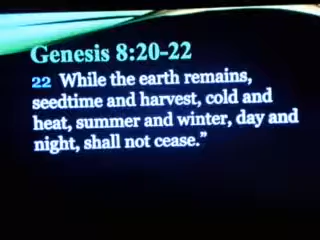 Genesis 8:20-22
22 While the earth remains,
seedtime and harvest, cold and
heat, summer and winter, day and
night, shall not cease.”